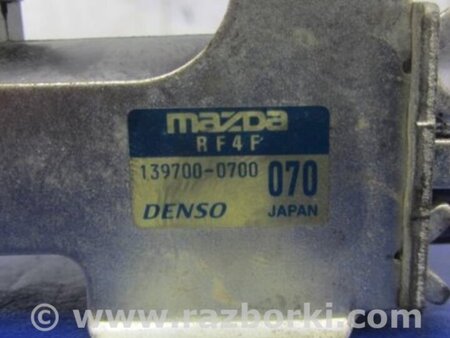 mazda
RF4F
139700-0700 070
DENSO JAPAN
© www.razborki.com